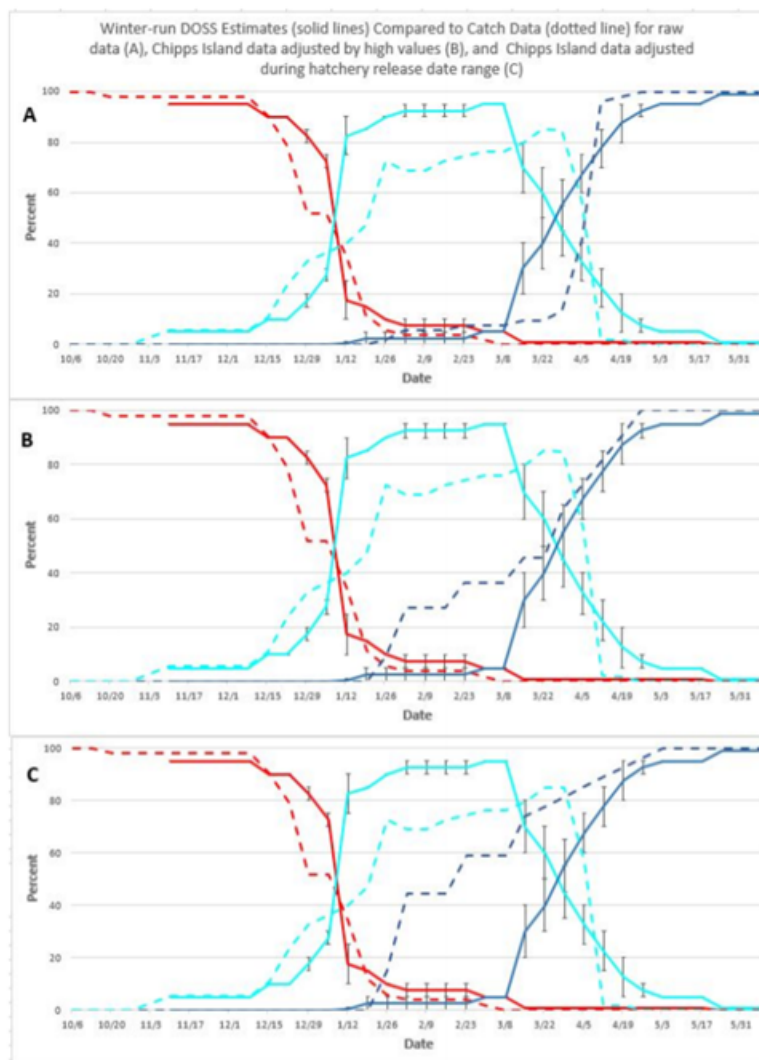 Winter-run DOSS Estimates (solid lines) Compared to Catch Data (dotted line) for raw
data (A), Chipps Island data adjusted by high values (B), and Chipps Island data adjusted
during hatchery release date range (C)
A
100
80
60
40
20
0
Percent
10/6 10/20 11/3 11/17 12/1 12/15 12/29 1/12 1/26 2/9 2/23 3/8 3/22 4/5 4/19 5/3 5/17 5/31
Date
B
100
80
60
40
20
0
Percent
10/6 10/20 11/3 11/17 12/1 12/15 12/29 1/12 1/26 2/9 2/23 3/8 3/22 4/5 4/19 5/3 5/17 5/31
Date
C
100
80
60
40
20
0
Percent
10/6 10/20 11/3 11/17 12/1 12/15 12/29 1/12 1/26 2/9 2/23 3/8 3/22 4/5 4/19 5/3 5/17 5/31
Date